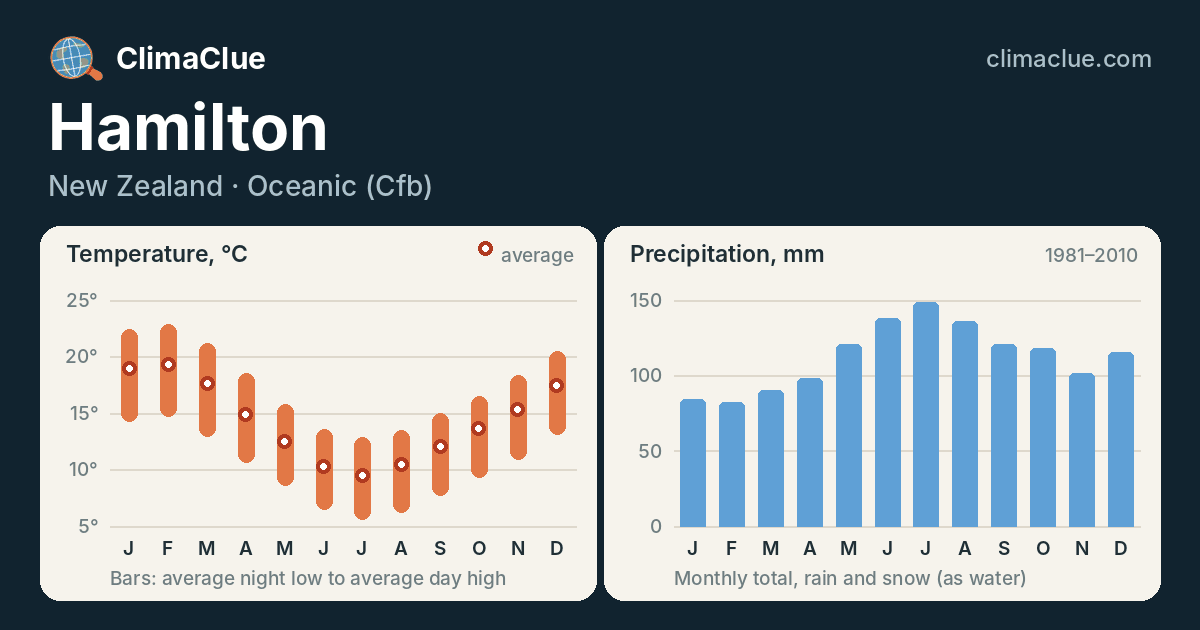 ClimaClue
climaclue.com
Hamilton
New Zealand · Oceanic (Cfb)
Temperature, °C
average
25°
20°
15°
10°
5°
J F M A M J J A S O N D
Bars: average night low to average day high
Precipitation, mm
1981–2010
150
100
50
0
J F M A M J J A S O N D
Monthly total, rain and snow (as water)